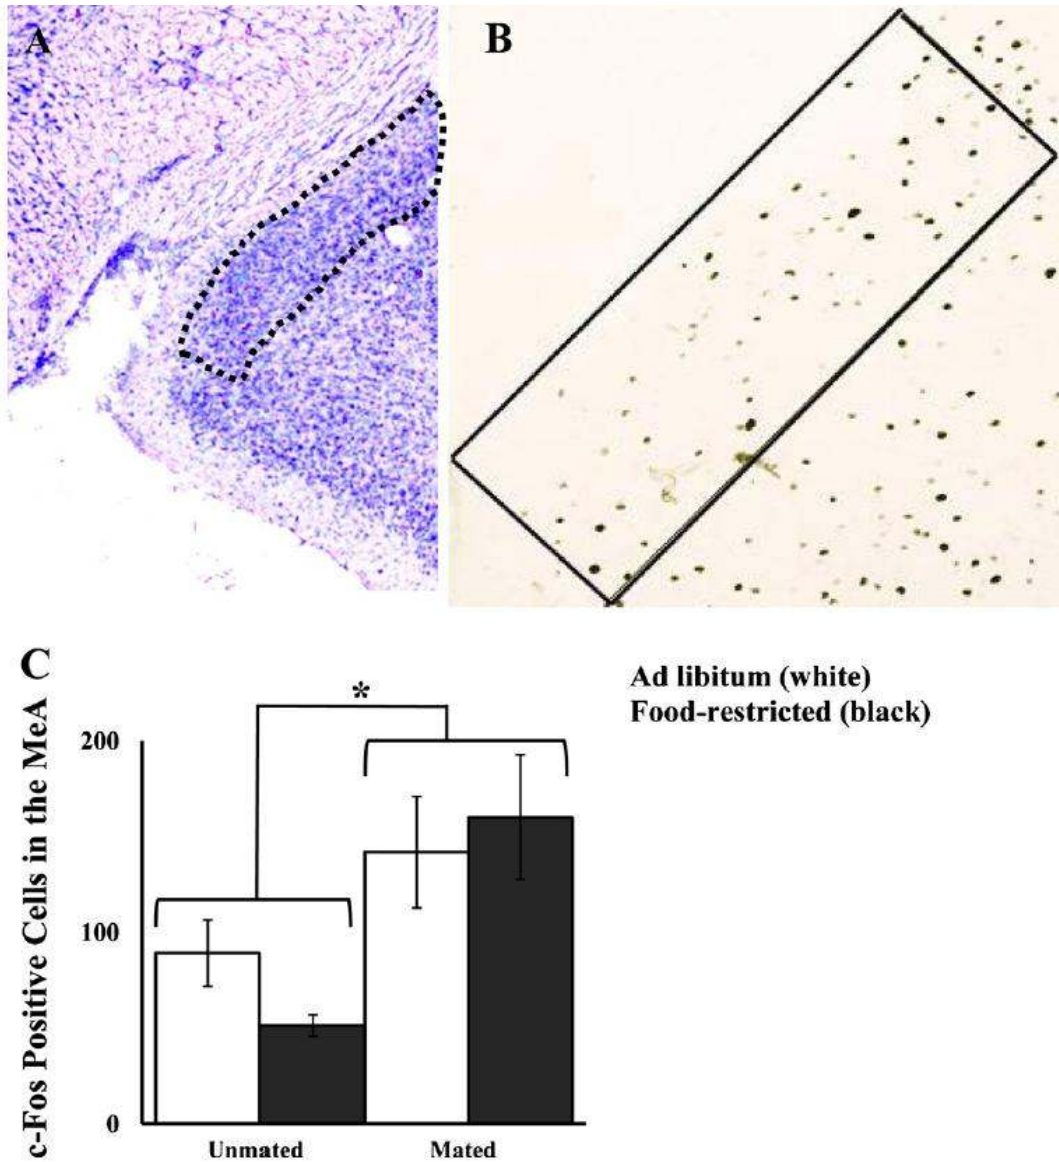 A
B
C
Ad libitum (white)
Food-restricted (black)
*
c-Fos Positive Cells in the MeA
200
100
0
Unmated
Mated